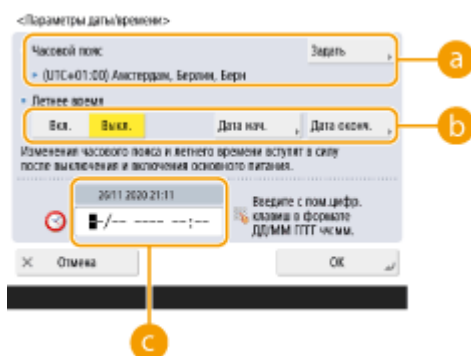 <Параметры даты/времени>
Часовой пояс
Задать
a
(UTC+01:00) Амстердам, Берлин, Берн
Летнее время
Вкл. Выкл. Дата нач. Дата оконч.
b
Изменения часового пояса и летнего времени вступят в силу
после выключения и включения основного питания.
26/11 2020 21:11
-/-- ---- --:--
Введите с пом.цифр.
клавиш в формате
ДД/ММ ГГГГ чч:мм.
× Отмена OK
c